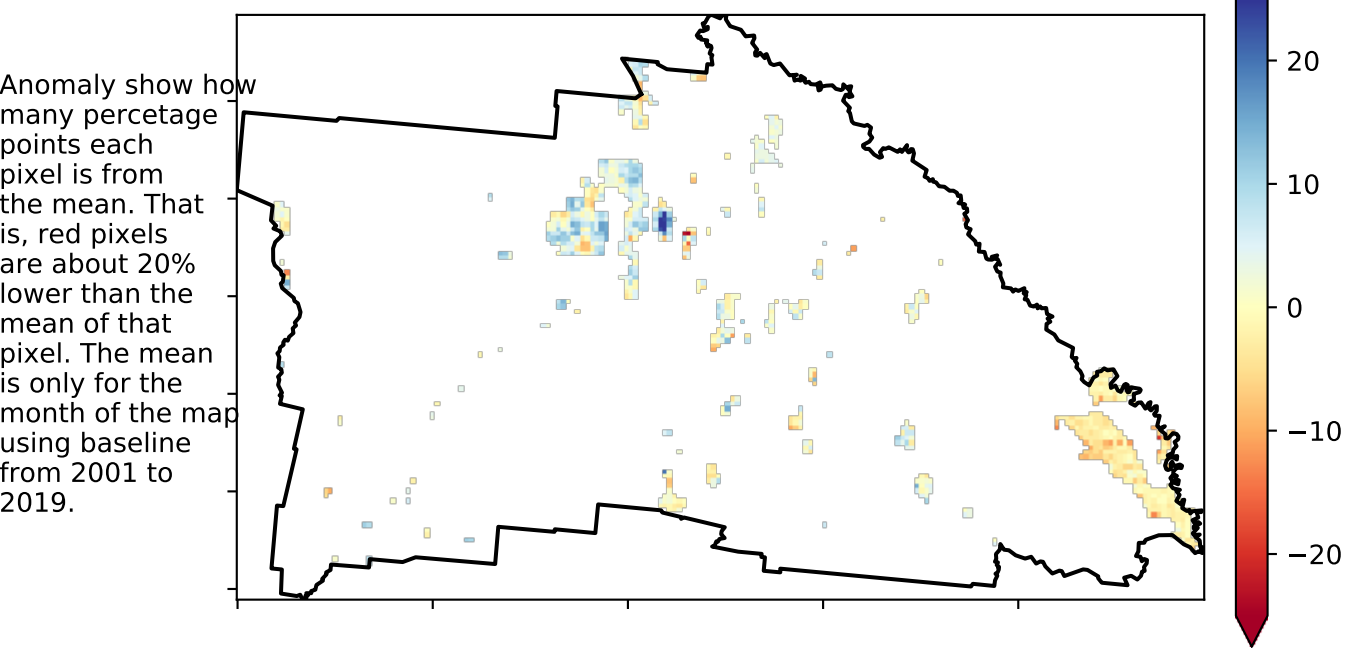 Anomaly show how
many percetage
points each
pixel is from
the mean. That
is, red pixels
are about 20%
lower than the
mean of that
pixel. The mean
is only for the
month of the map
using baseline
from 2001 to
2019.
20
10
0
−10
−20